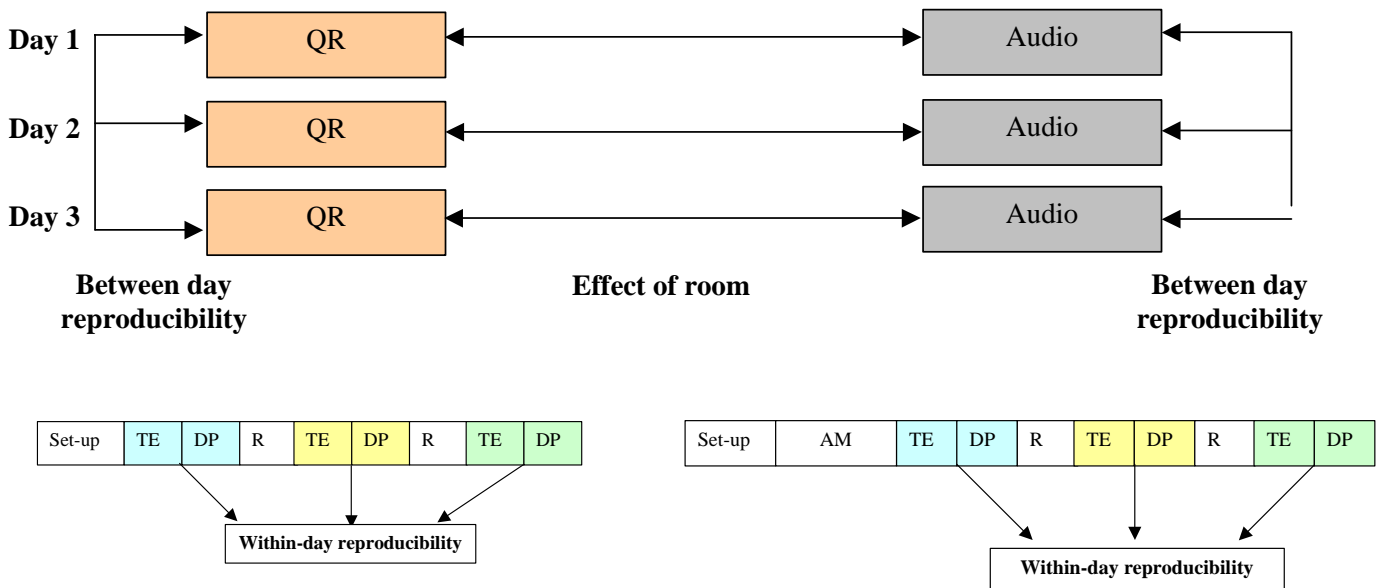 Day 1
QR
Audio
Day 2
QR
Audio
Day 3
QR
Audio
Between day
reproducibility
Effect of room
Between day
reproducibility
Set-up TE DP R TE DP R TE DP
Within-day reproducibility
Set-up AM TE DP R TE DP R TE DP
Within-day reproducibility